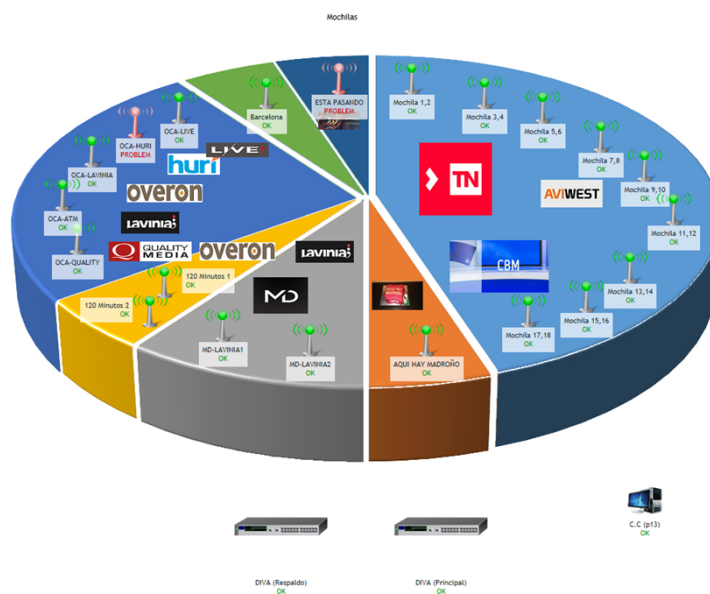 Mochilas
ESTA PASANDO
PROBLEM
Mochila 1,2
OK
Mochila 3,4
OK
Mochila 5,6
OK
Mochila 7,8
OK
Mochila 9,10
OK
Mochila 11,12
OK
Mochila 13,14
OK
Mochila 15,16
OK
Mochila 17,18
OK
TN
AVIWEST
CBM
Barcelona
OK
OCA-LIVE
OK
OCA-HURI
PROBLEM
OCA-LAVINIA
OK
OCA-ATM
OK
OCA-QUALITY
OK
LIVE
huri
overon
LAVINIA
QUALITY
MEDIA
overon
LAVINIA
120 Minutos 1
OK
120 Minutos 2
OK
MD
MD-LAVINIA1
OK
MD-LAVINIA2
OK
AQUI HAY MADROÑO
OK
C.C (p13)
OK
DIVA (Respaldo)
OK
DIVA (Principal)
OK